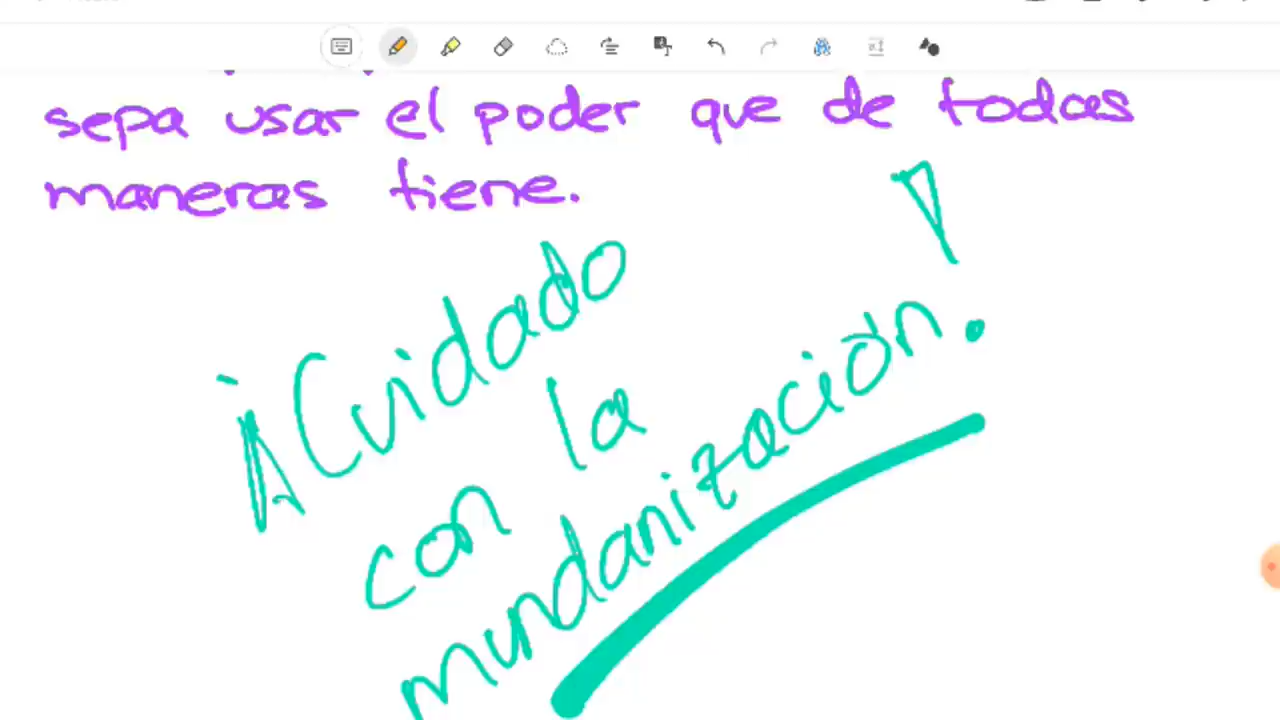 sepa usar el poder que de todas
maneras tiene.
¡Cuidado
con la
mundanización!